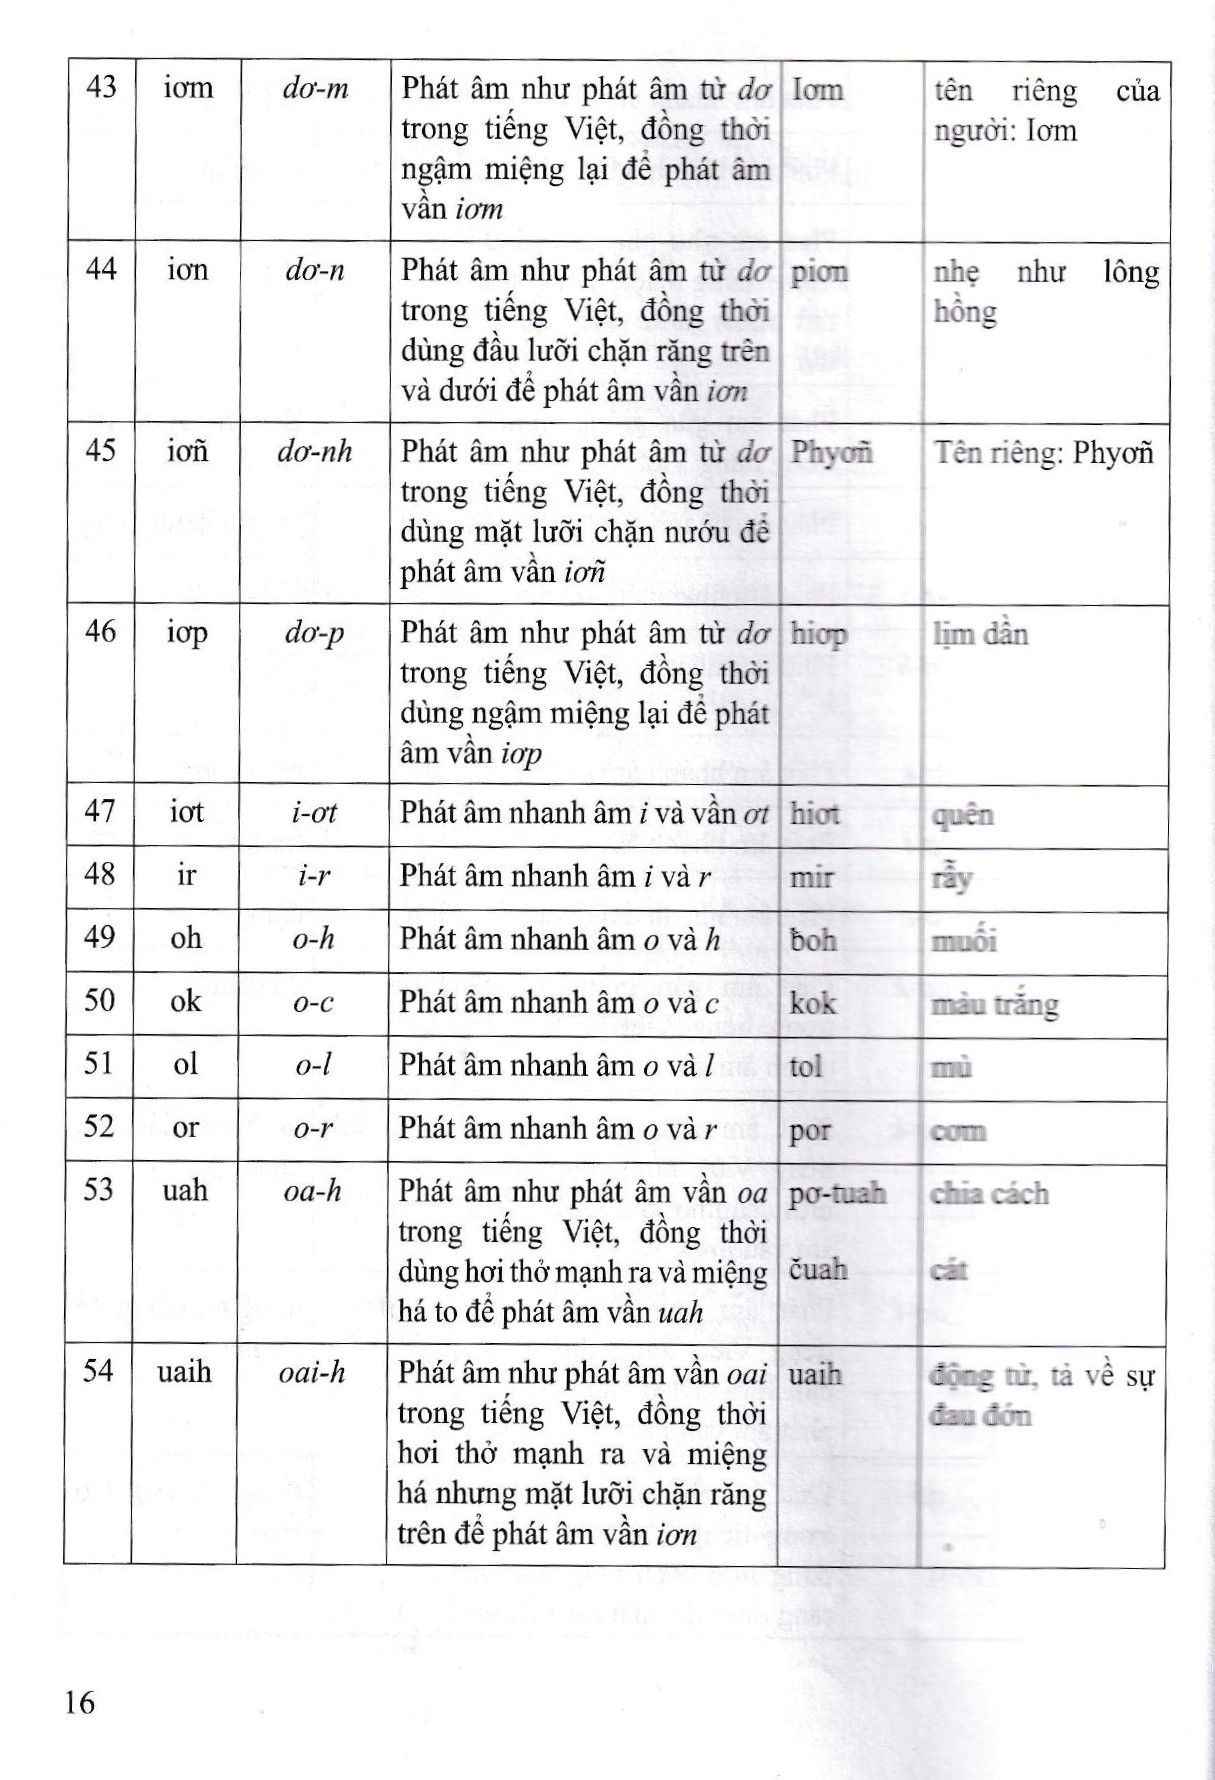 43 iơm dơ-m Phát âm như phát âm từ dơ Iơm tên riêng của
trong tiếng Việt, đồng thời người: Iơm
ngậm miệng lại để phát âm
vần iơm
44 iơn dơ-n Phát âm như phát âm từ dơ piơn nhẹ như lông
trong tiếng Việt, đồng thời hồng
dùng đầu lưỡi chặn răng trên
và dưới để phát âm vần iơn
45 iơñ dơ-nh Phát âm như phát âm từ dơ Phyơñ Tên riêng: Phyơñ
trong tiếng Việt, đồng thời
dùng mặt lưỡi chặn nướu để
phát âm vần iơñ
46 iơp dơ-p Phát âm như phát âm từ dơ hiơp lịm dần
trong tiếng Việt, đồng thời
dùng ngậm miệng lại để phát
âm vần iơp
47 iơt i-ơt Phát âm nhanh âm i và vần ơt hiơt quên
48 ir i-r Phát âm nhanh âm i và r mir rẫy
49 oh o-h Phát âm nhanh âm o và h ƀoh muối
50 ok o-c Phát âm nhanh âm o và c kok màu trắng
51 ol o-l Phát âm nhanh âm o và l tol mù
52 or o-r Phát âm nhanh âm o và r por cơm
53 uah oa-h Phát âm như phát âm vần oa pơ-tuah chia cách
trong tiếng Việt, đồng thời
dùng hơi thở mạnh ra và miệng čuah cát
há to để phát âm vần uah
54 uaih oai-h Phát âm như phát âm vần oai uaih động từ, tả về sự
trong tiếng Việt, đồng thời đau đớn
hơi thở mạnh ra và miệng
há nhưng mặt lưỡi chặn răng
trên để phát âm vần iơn
16